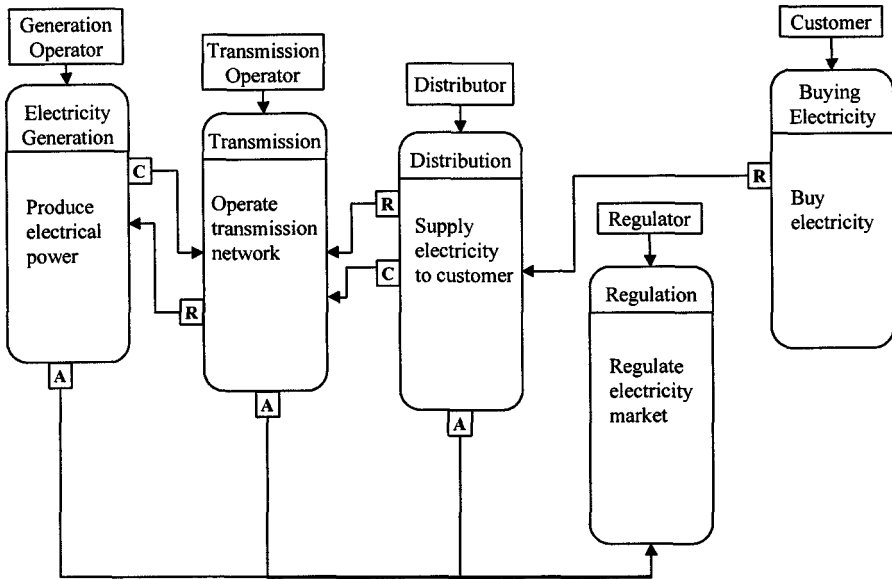 Generation
Operator
Electricity
Generation
Produce
electrical
power
C
R
A
Transmission
Operator
Transmission
Operate
transmission
network
R
C
A
Distributor
Distribution
Supply
electricity
to customer
A
Regulator
Regulation
Regulate
electricity
market
Customer
Buying
Electricity
R
Buy
electricity